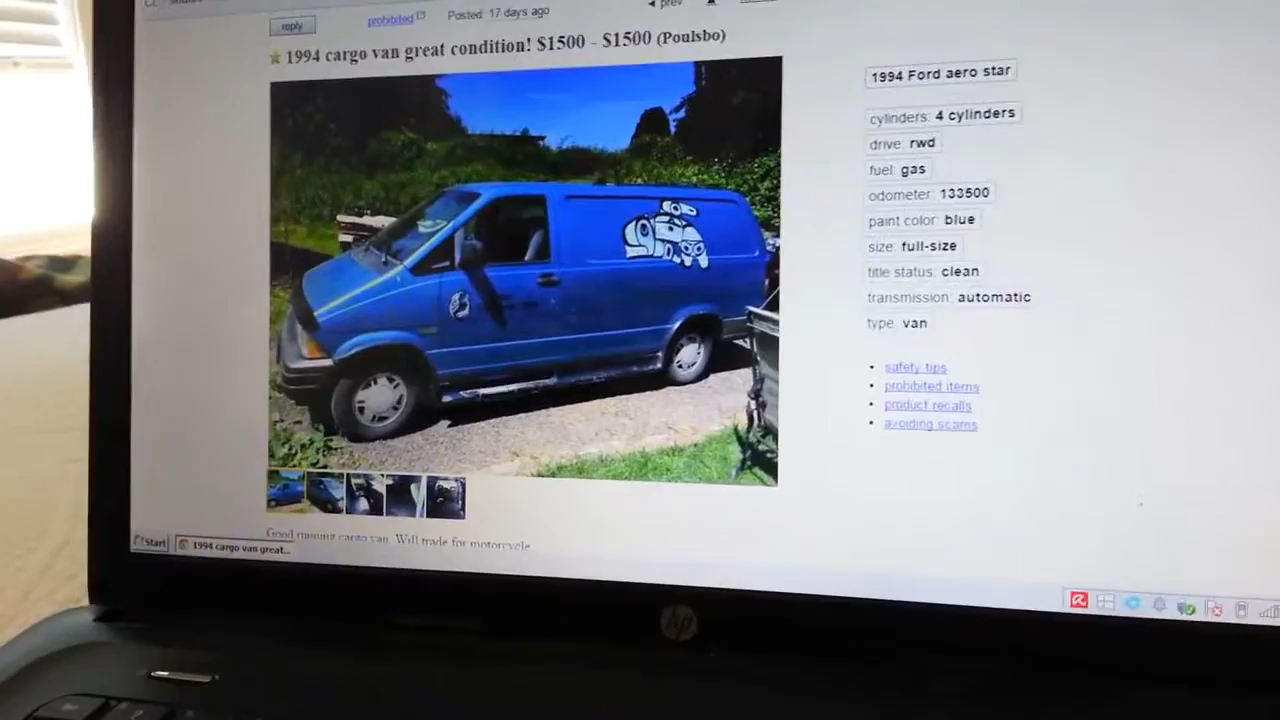 reply
prohibited
Posted: 17 days ago
◄ prev
1994 cargo van great condition! $1500 - $1500 (Poulsbo)
1994 Ford aero star
cylinders: 4 cylinders
drive: rwd
fuel: gas
odometer: 133500
paint color: blue
size: full-size
title status: clean
transmission: automatic
type: van
• safety tips
• prohibited items
• product recalls
• avoiding scams
Good running cargo van. Will trade for motorcycle
Start
1994 cargo van great...
hp